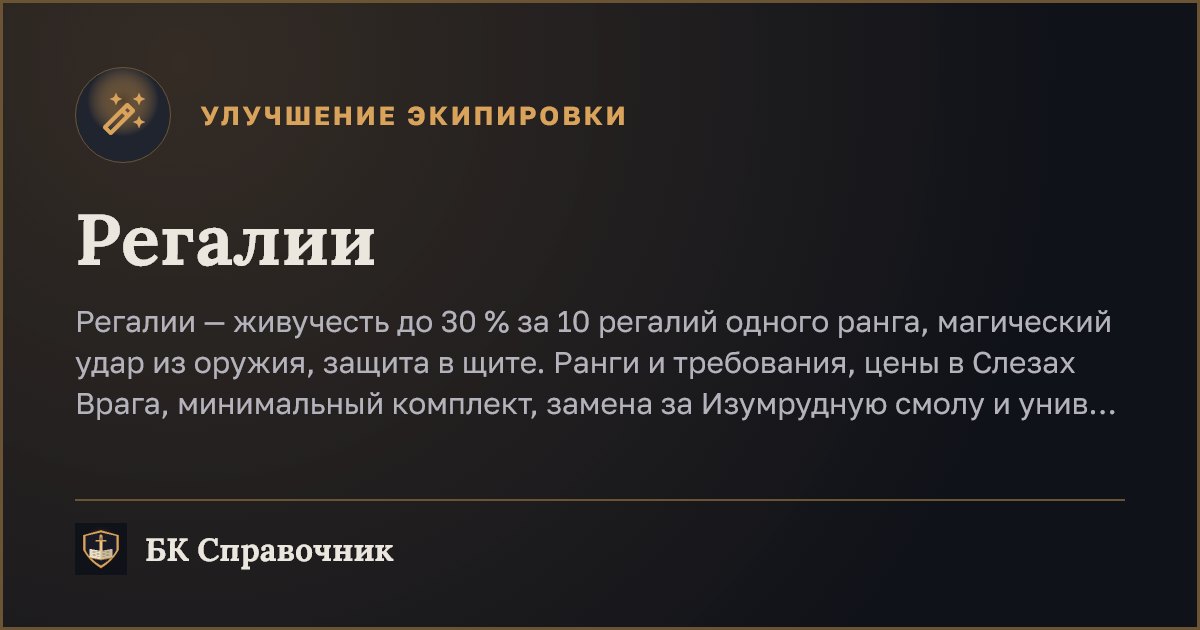 УЛУЧШЕНИЕ ЭКИПИРОВКИ
Регалии
Регалии — живучесть до 30 % за 10 регалий одного ранга, магический
удар из оружия, защита в щите. Ранги и требования, цены в Слезах
Врага, минимальный комплект, замена за Изумрудную смолу и унив…
БК Справочник